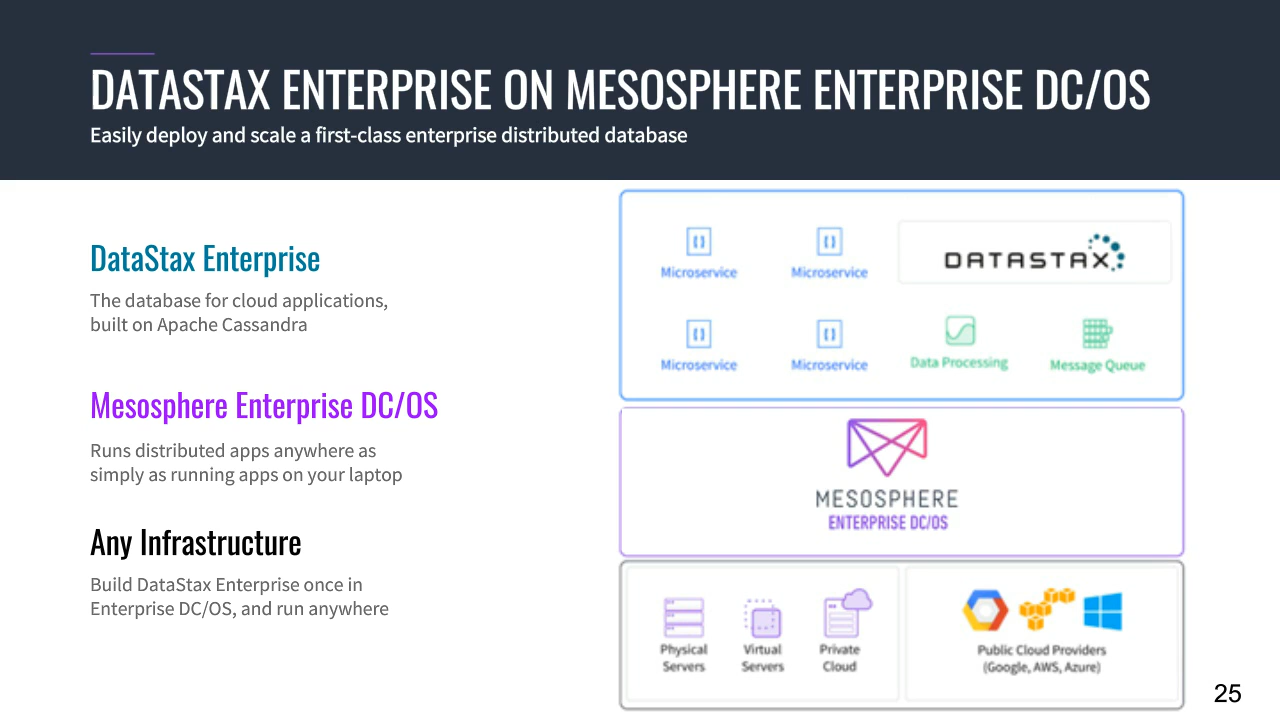 DATASTAX ENTERPRISE ON MESOSPHERE ENTERPRISE DC/OS
Easily deploy and scale a first-class enterprise distributed database
DataStax Enterprise
The database for cloud applications,
built on Apache Cassandra
Mesosphere Enterprise DC/OS
Runs distributed apps anywhere as
simply as running apps on your laptop
Any Infrastructure
Build DataStax Enterprise once in
Enterprise DC/OS, and run anywhere
Microservice
Microservice
DATASTAX
Microservice
Microservice
Data Processing
Message Queue
MESOSPHERE
ENTERPRISE DC/OS
Physical
Servers
Virtual
Servers
Private
Cloud
Public Cloud Providers
(Google, AWS, Azure)
25